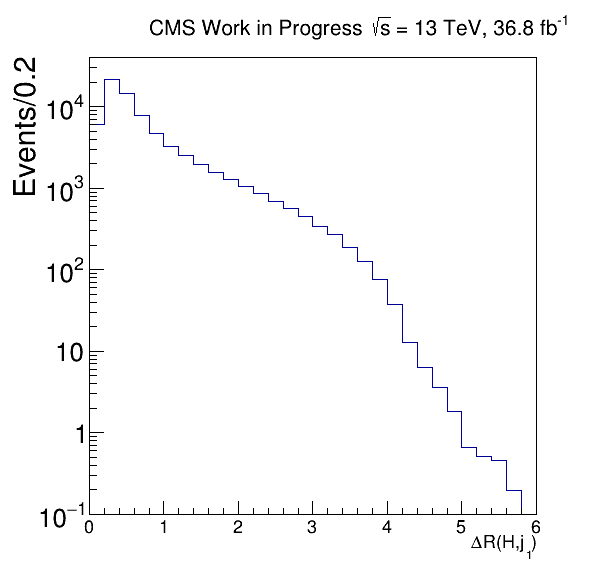 CMS Work in Progress √s = 13 TeV, 36.8 fb⁻¹
Events/0.2
10⁴
10³
10²
10
1
10⁻¹
0 1 2 3 4 5 6
ΔR(H,j₁)